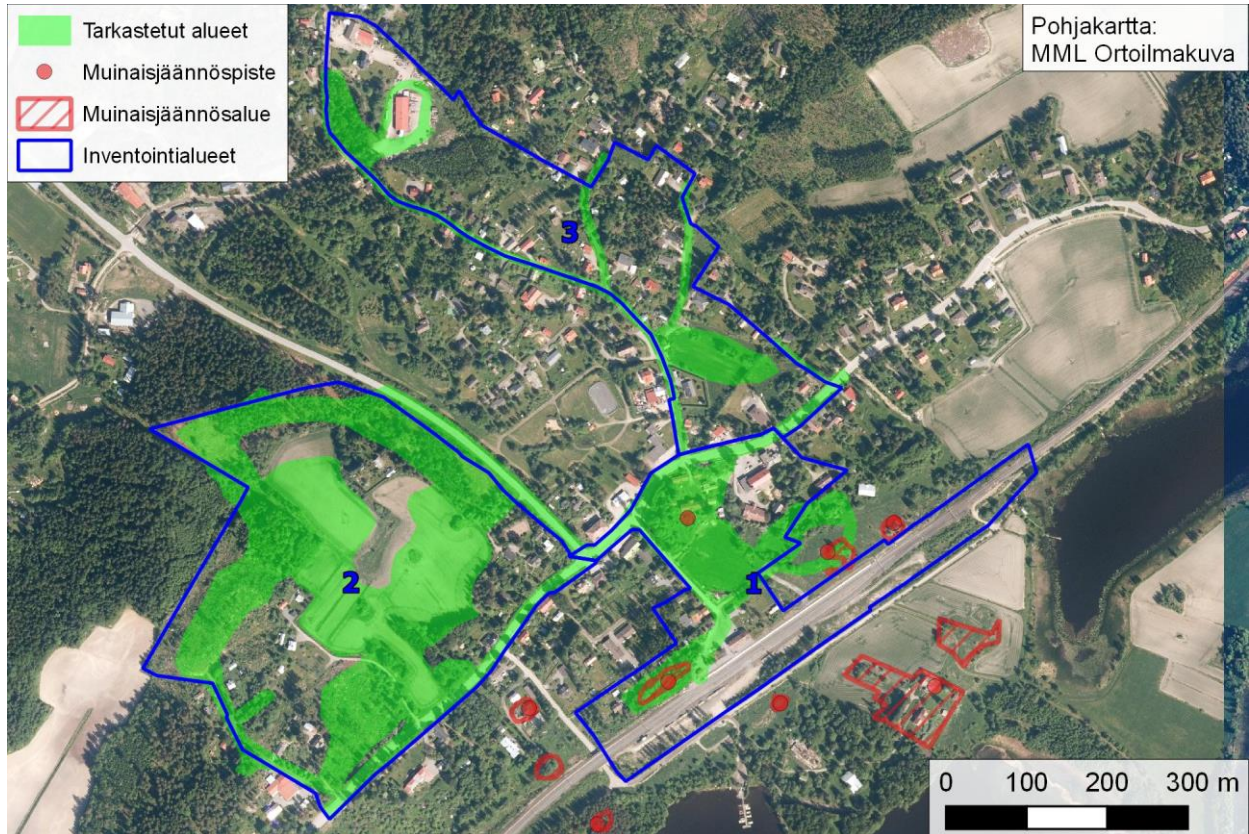 Tarkastetut alueet
Muinaisjäännöspiste
Muinaisjäännösalue
Inventointialueet
Pohjakartta:
MML Ortoilmakuva
3
2
1
0 100 200 300 m